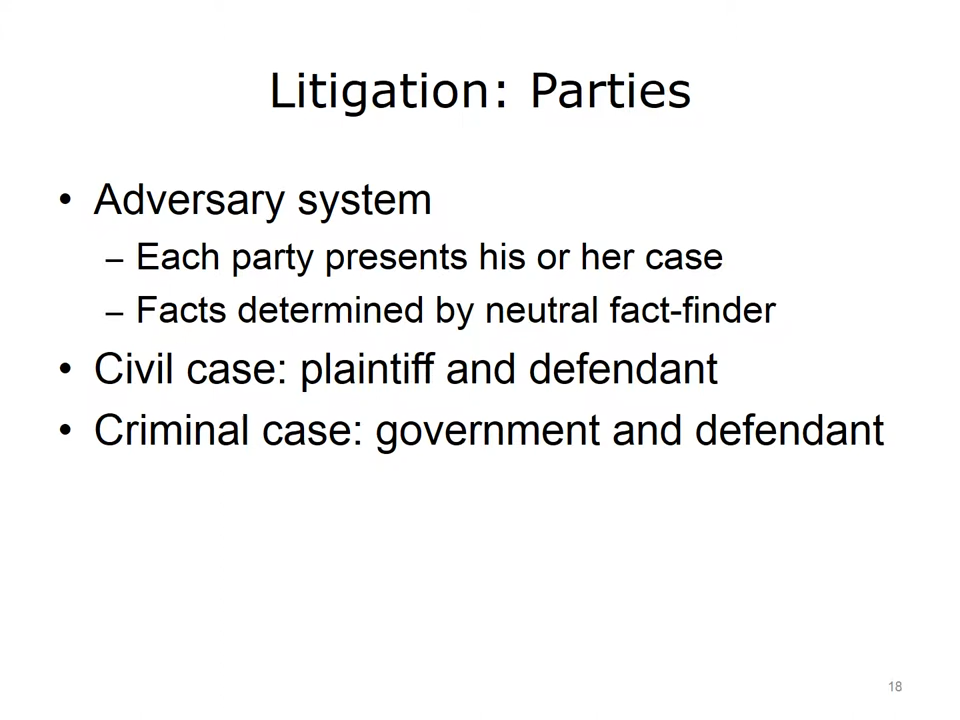 Litigation: Parties
• Adversary system
– Each party presents his or her case
– Facts determined by neutral fact-finder
• Civil case: plaintiff and defendant
• Criminal case: government and defendant
18